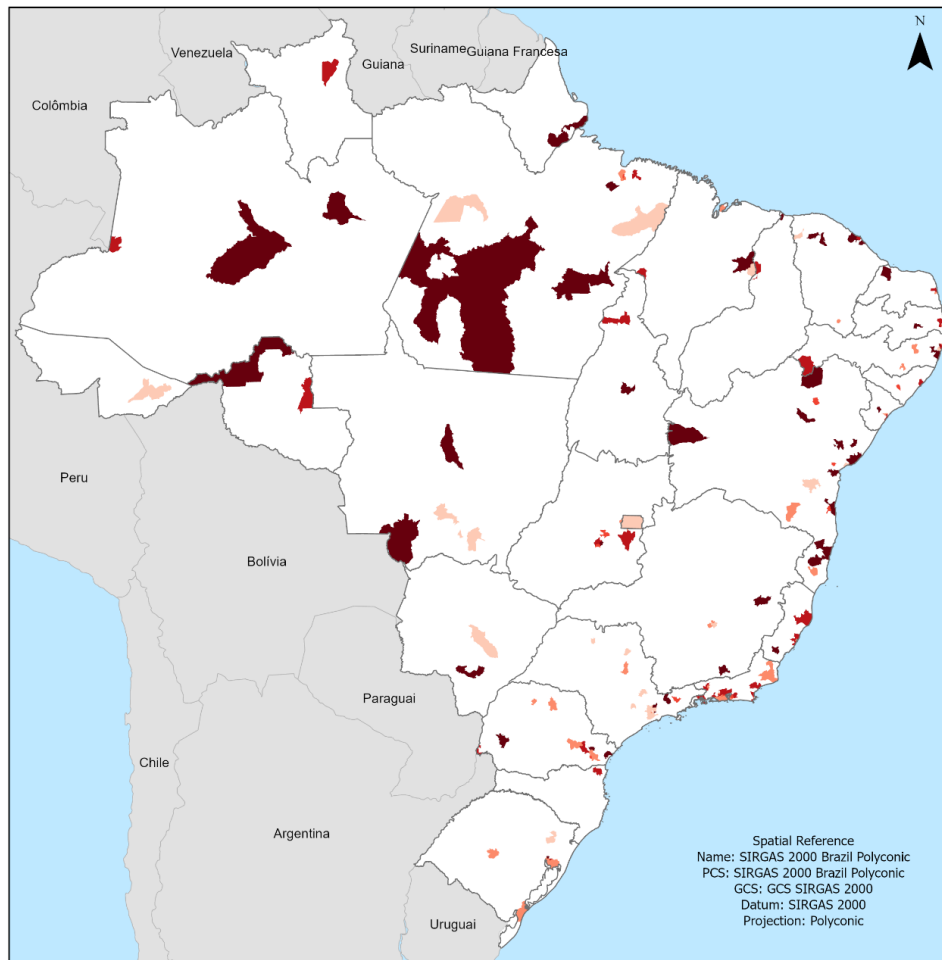 N
Venezuela
Suriname
Guiana Francesa
Guiana
Colômbia
Peru
Bolívia
Paraguai
Chile
Argentina
Uruguai
Spatial Reference
Name: SIRGAS 2000 Brazil Polyconic
PCS: SIRGAS 2000 Brazil Polyconic
GCS: GCS SIRGAS 2000
Datum: SIRGAS 2000
Projection: Polyconic